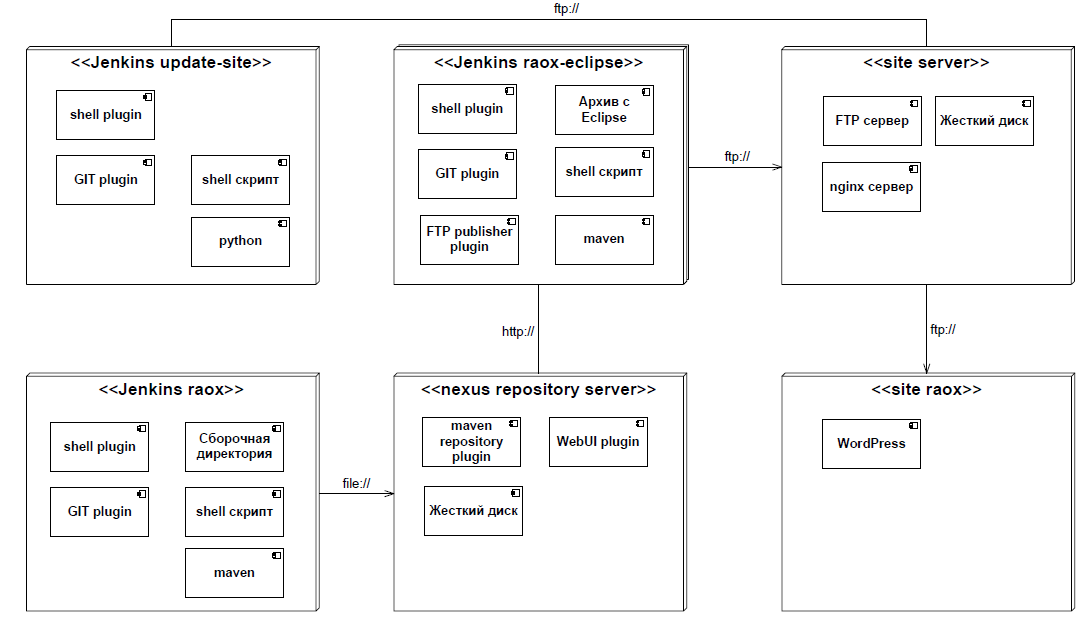 ftp://
<<Jenkins update-site>>
shell plugin
GIT plugin
shell скрипт
python
<<Jenkins raox-eclipse>>
shell plugin
Архив с
Eclipse
GIT plugin
shell скрипт
FTP publisher
plugin
maven
ftp://
<<site server>>
FTP сервер
Жесткий диск
nginx сервер
http://
ftp://
<<Jenkins raox>>
shell plugin
Сборочная
директория
GIT plugin
shell скрипт
maven
file://
<<nexus repository server>>
maven
repository
plugin
WebUI plugin
Жесткий диск
<<site raox>>
WordPress